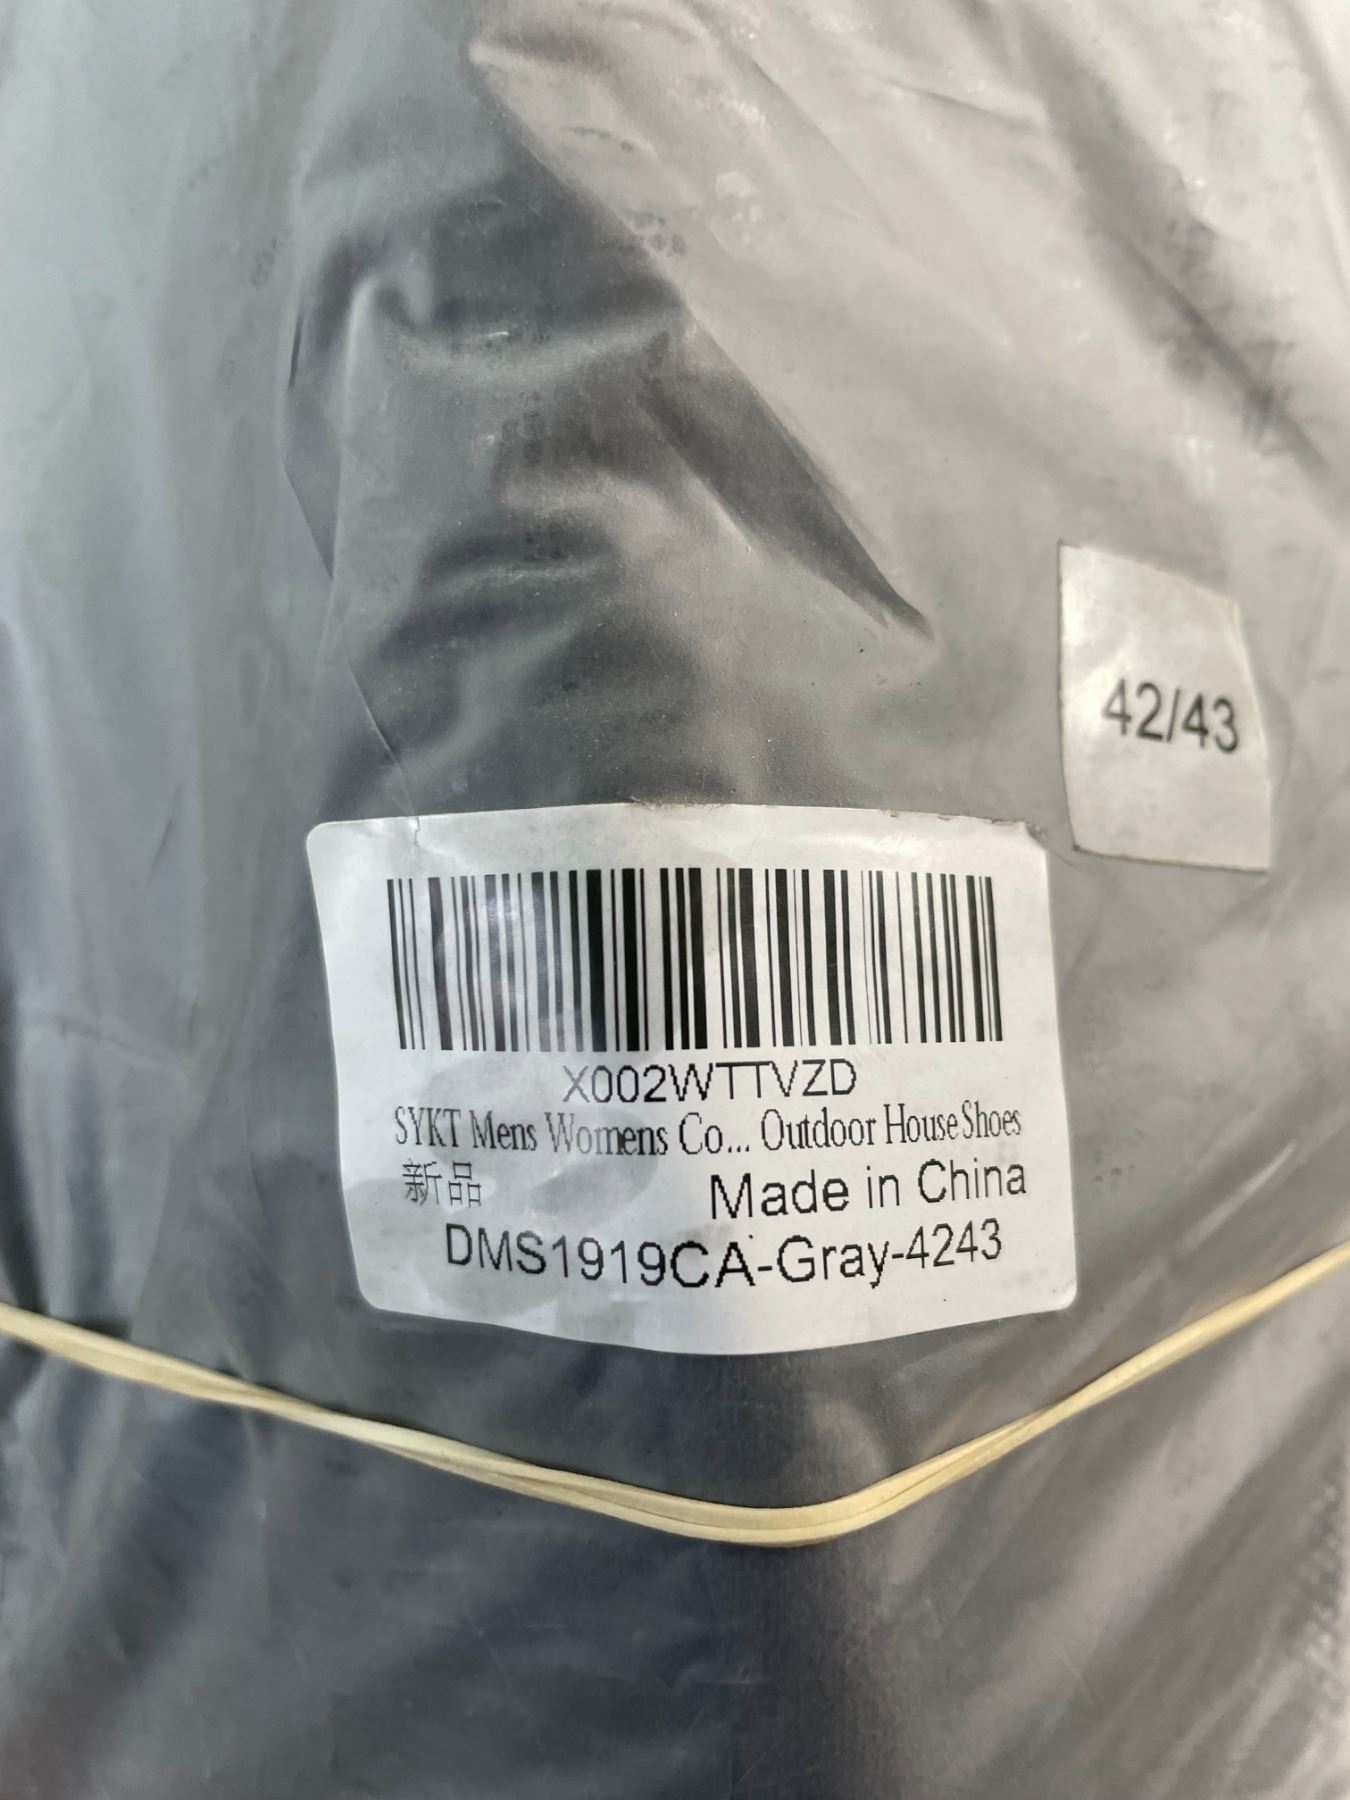 42/43
X002WTTVZD
SYKT Mens Womens Co... Outdoor House Shoes
新品
Made in China
DMS1919CA-Gray-4243